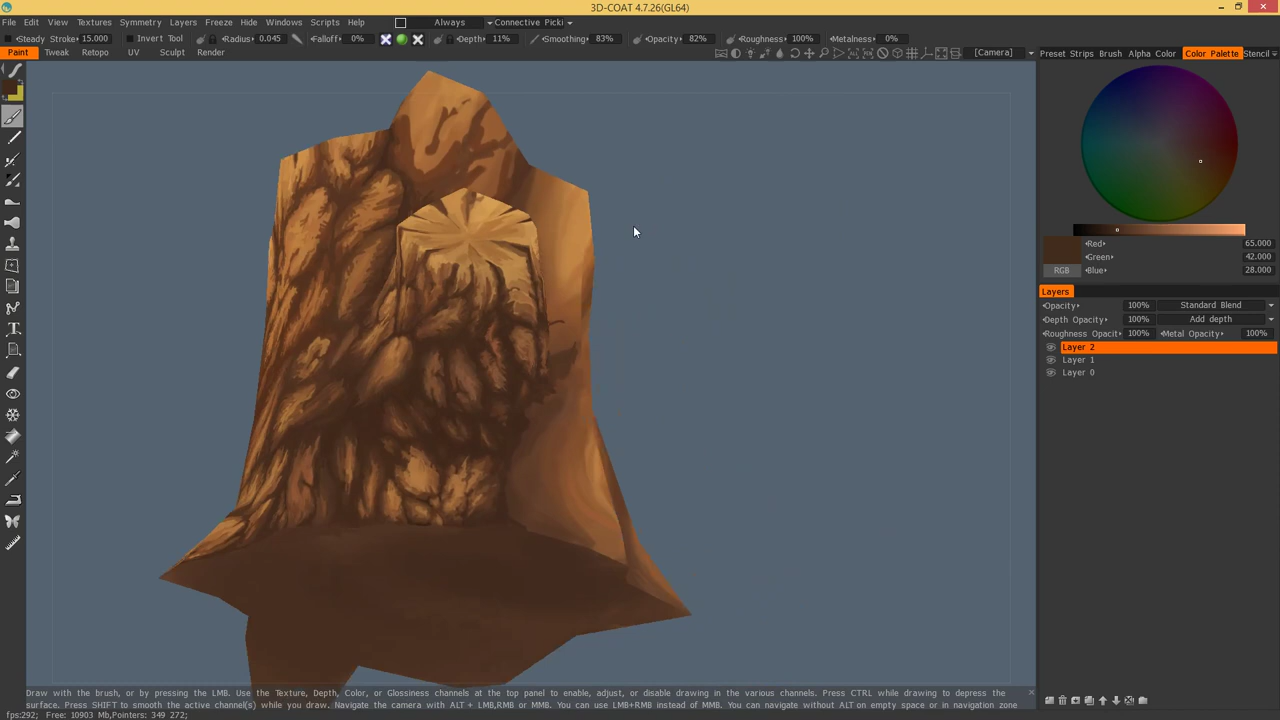 3D-COAT 4.7.26(GL64)
File Edit View Textures Symmetry Layers Freeze Hide Windows Scripts Help Always Connective Picki
Steady Stroke 15.000 Invert Tool Radius 0.045 Falloff 0% Depth 11% Smoothing 83% Opacity 82% Roughness 100% Metalness 0%
Paint Tweak Retopo UV Sculpt Render [Camera] Preset Strips Brush Alpha Color Color Palette Stencil
Red 65.000
Green 42.000
RGB Blue 28.000
Layers
Opacity 100% Standard Blend
Depth Opacity 100% Add depth
Roughness Opacit 100% Metal Opacity 100%
Layer 2
Layer 1
Layer 0
Draw with the brush, or by pressing the LMB. Use the Texture, Depth, Color, or Glossiness channels at the top panel to enable, adjust, or disable drawing in the various channels. Press CTRL while drawing to depress the
surface. Press SHIFT to smooth the active channel(s) while you draw. Navigate the camera with ALT + LMB,RMB or MMB. You can use LMB+RMB instead of MMB. You can navigate without ALT on empty space or in navigation zone
fps:292; Free: 10903 Mb,Pointers: 349 272;